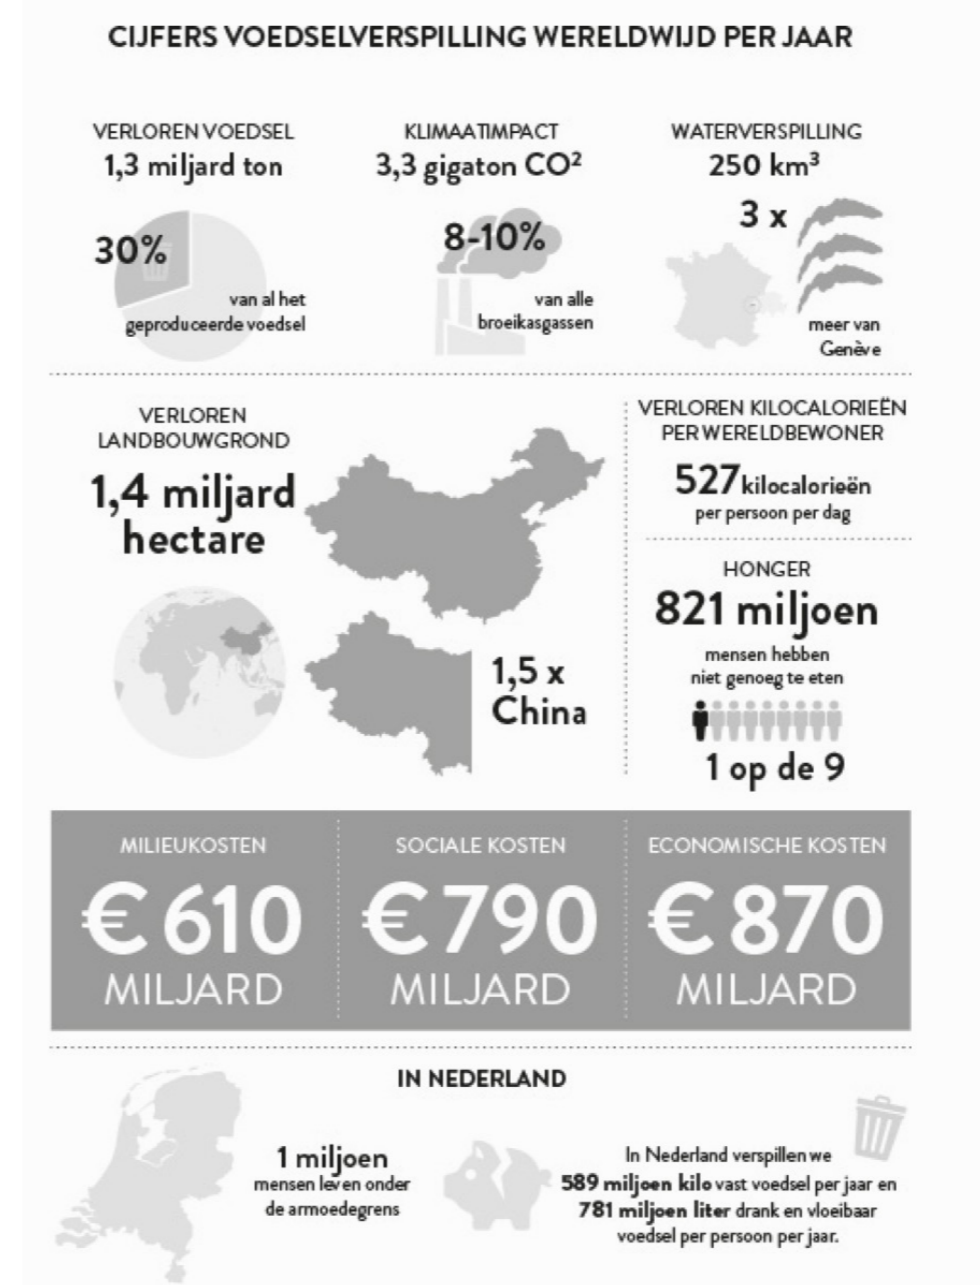 CIJFERS VOEDSELVERSPILLING WERELDWIJD PER JAAR
VERLOREN VOEDSEL
1,3 miljard ton
30%
van al het
geproduceerde voedsel
KLIMAATIMPACT
3,3 gigaton CO²
8-10%
van alle
broeikasgassen
WATERVERSPILLING
250 km³
3 x
meer van
Genève
VERLOREN
LANDBOUWGROND
1,4 miljard
hectare
1,5 x
China
VERLOREN KILOCALORIEËN
PER WERELDBEWONER
527 kilocalorieën
per persoon per dag
HONGER
821 miljoen
mensen hebben
niet genoeg te eten
1 op de 9
MILIEUKOSTEN
€ 610
MILJARD
SOCIALE KOSTEN
€ 790
MILJARD
ECONOMISCHE KOSTEN
€ 870
MILJARD
IN NEDERLAND
1 miljoen
mensen leven onder
de armoedegrens
In Nederland verspillen we
589 miljoen kilo vast voedsel per jaar en
781 miljoen liter drank en vloeibaar
voedsel per persoon per jaar.